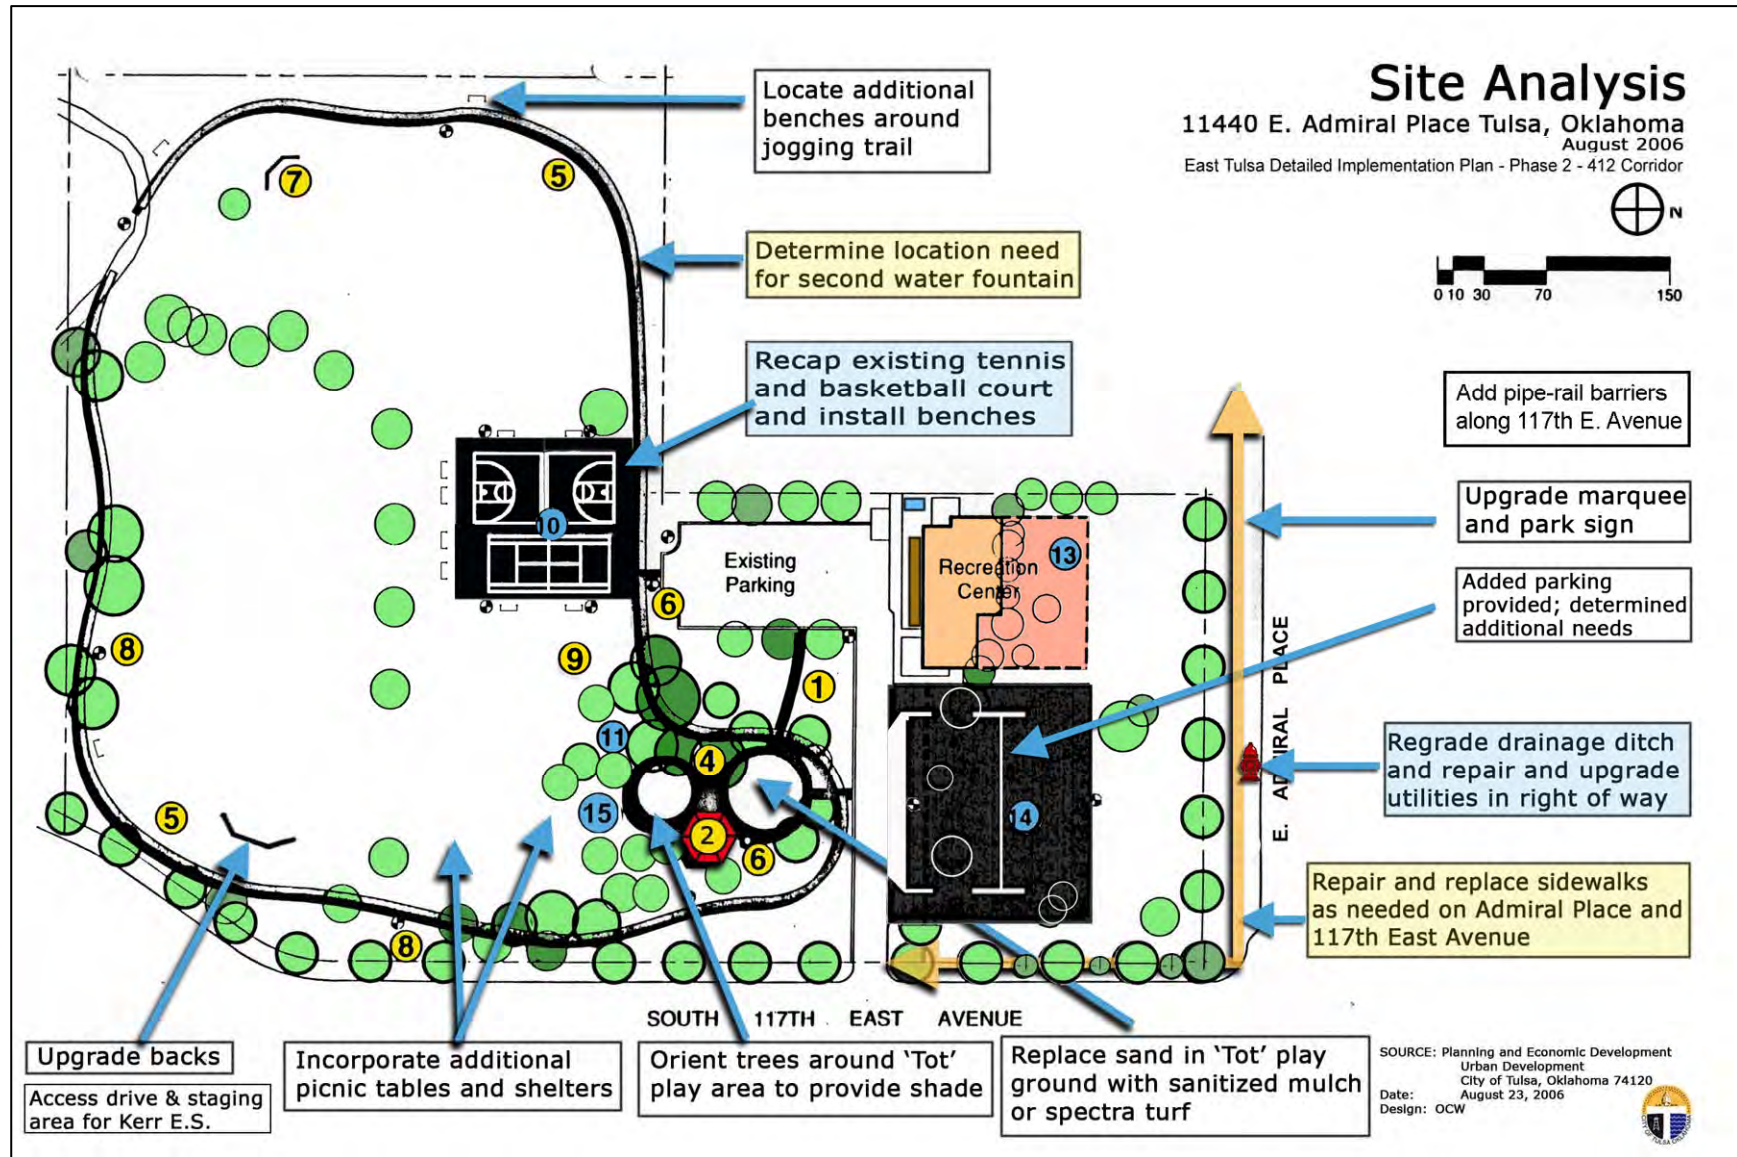 Site Analysis
11440 E. Admiral Place Tulsa, Oklahoma
August 2006
East Tulsa Detailed Implementation Plan - Phase 2 - 412 Corridor
N
0 10 30 70 150
Locate additional
benches around
jogging trail
Determine location need
for second water fountain
Recap existing tennis
and basketball court
and install benches
Add pipe-rail barriers
along 117th E. Avenue
Upgrade marquee
and park sign
Added parking
provided; determined
additional needs
Regrade drainage ditch
and repair and upgrade
utilities in right of way
Repair and replace sidewalks
as needed on Admiral Place and
117th East Avenue
7
5
10
Existing
Parking
Recreation
Center
13
6
8
9
1
11
4
15
2
6
14
5
8
E. ADMIRAL PLACE
SOUTH 117TH EAST AVENUE
Upgrade backs
Access drive & staging
area for Kerr E.S.
Incorporate additional
picnic tables and shelters
Orient trees around ‘Tot’
play area to provide shade
Replace sand in ‘Tot’ play
ground with sanitized mulch
or spectra turf
SOURCE: Planning and Economic Development
Urban Development
City of Tulsa, Oklahoma 74120
Date: August 23, 2006
Design: OCW
CITY OF TULSA OKLAHOMA